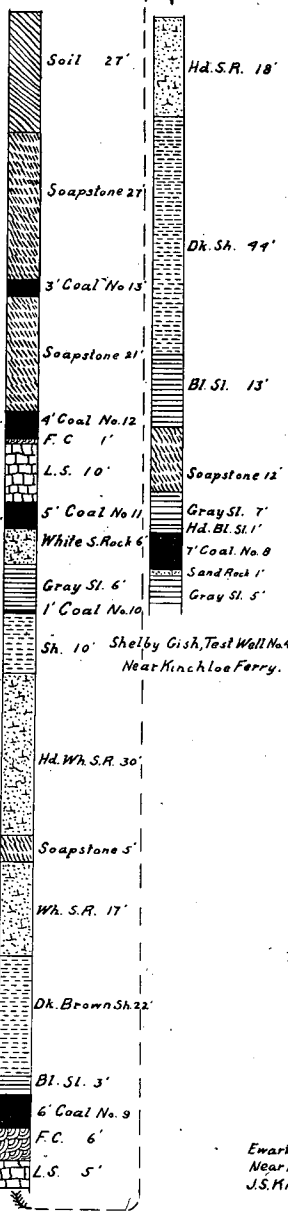 Soil 27'
Soapstone 27'
3' Coal No 13'
Soapstone 21'
4' Coal No. 12
F. C 1'
L.S. 10'
5' Coal No 11
White S. Rock 6'
Gray Sl. 6'
1' Coal No. 10
Sh. 10'
Hd. Wh. S.R. 30'
Soapstone 5'
Wh. S.R. 17'
Dk. Brown Sh. 22'
Bl. Sl. 3'
6' Coal No. 9
F.C. 6'
L.S. 5'
Hd. S.R. 18'
Dk. Sh. 44'
Bl. Sl. 13'
Soapstone 12'
Gray Sl. 7'
Hd. Bl. Sl. 1'
7' Coal. No. 8
Sand Rock 1'
Gray Sl. 5'
Shelby Gish, Test Well No 4
Near Kinchloe Ferry.
Ewart
Near
J.S. K